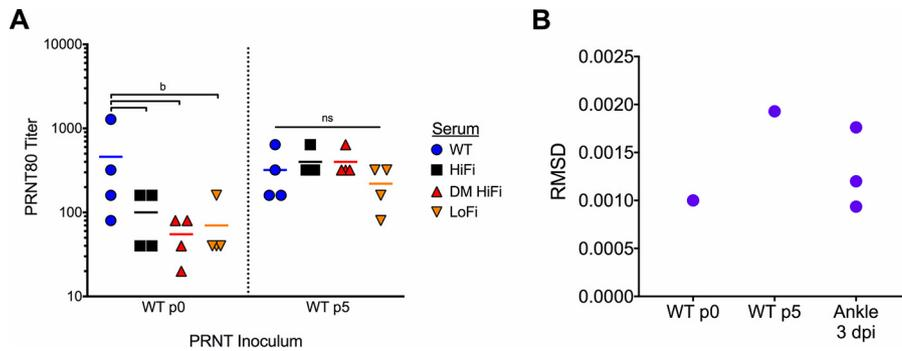 A
PRNT80 Titer
10000
1000
100
10
b
ns
WT p0
WT p5
PRNT Inoculum
Serum
WT
HiFi
DM HiFi
LoFi
B
RMSD
0.0025
0.0020
0.0015
0.0010
0.0005
0.0000
WT p0
WT p5
Ankle
3 dpi